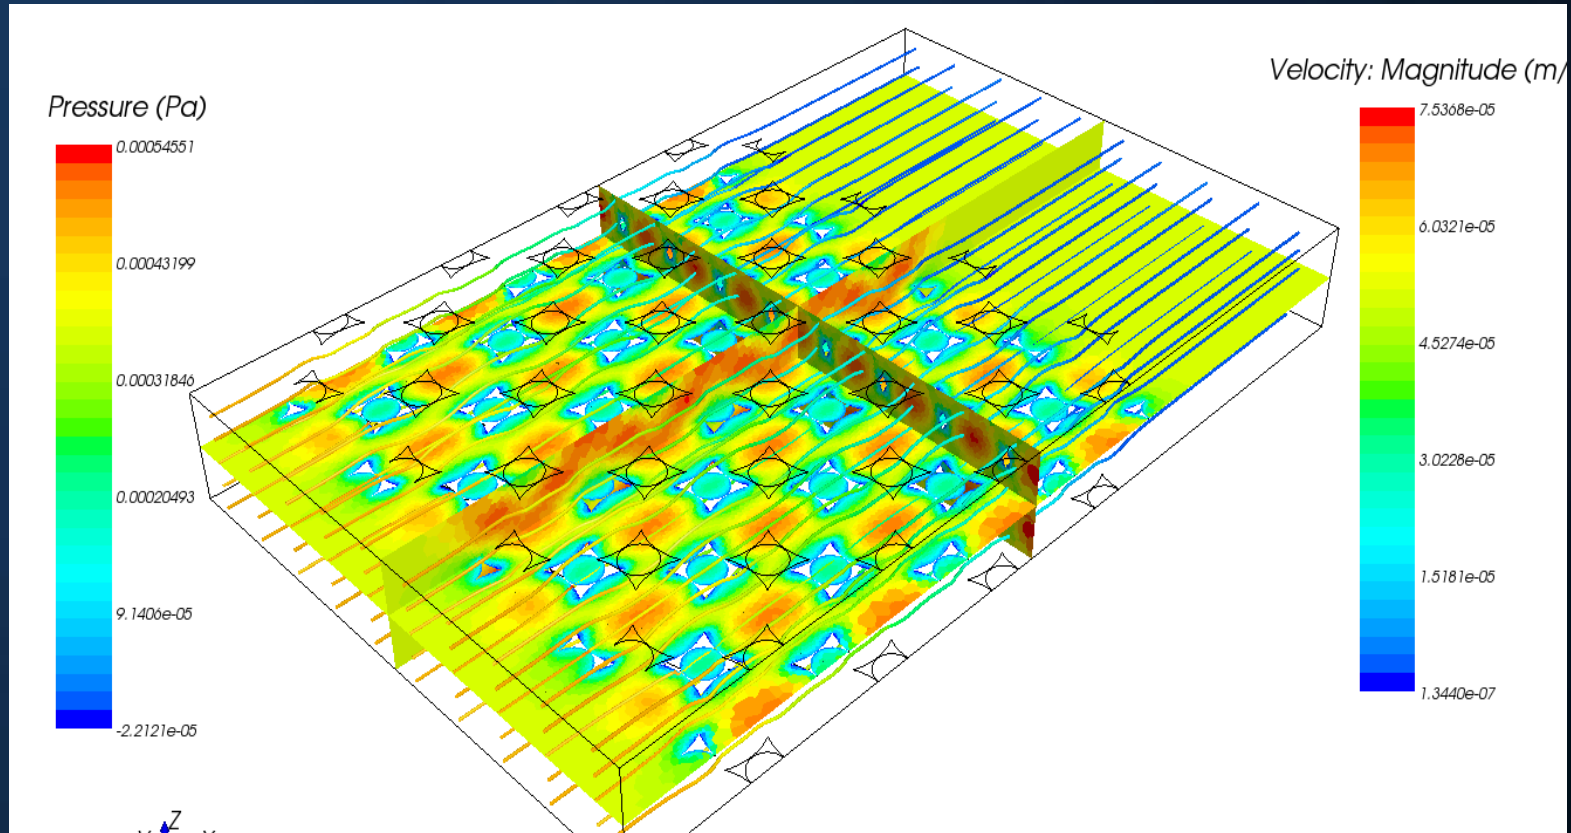 Velocity: Magnitude (m/
Pressure (Pa)
7.5368e-05
0.00054551
6.0321e-05
0.00043199
4.5274e-05
0.00031846
3.0228e-05
0.00020493
1.5181e-05
9.1406e-05
1.3440e-07
-2.2121e-05
Z